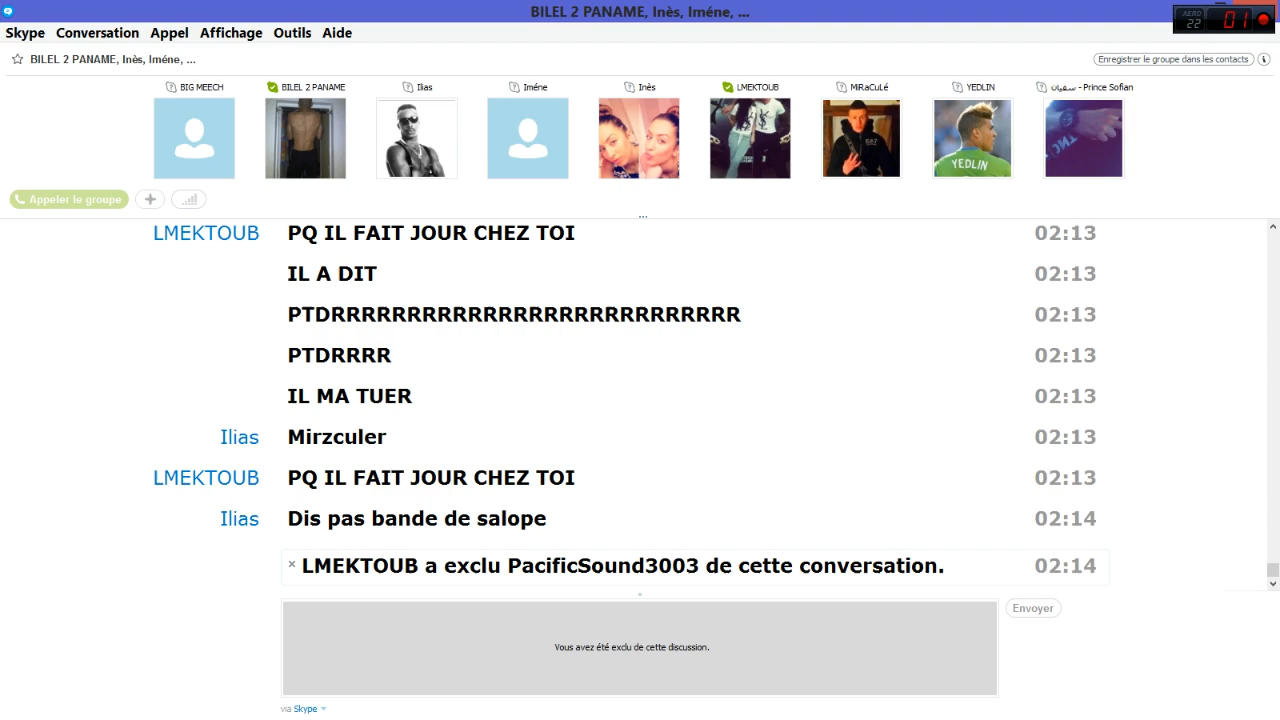 BILEL 2 PANAME, Inès, Iméne, ...
AERO 22 01
Skype Conversation Appel Affichage Outils Aide
BILEL 2 PANAME, Inès, Iméne, ...
Enregistrer le groupe dans les contacts
BIG MEECH BILEL 2 PANAME Ilias Iméne Inès LMEKTOUB MiRaCuLé YEDLIN سفيان - Prince Sofian
YEDLIN
Appeler le groupe
LMEKTOUB PQ IL FAIT JOUR CHEZ TOI 02:13
IL A DIT 02:13
PTDRRRRRRRRRRRRRRRRRRRRRRRRRRR 02:13
PTDRRRR 02:13
IL MA TUER 02:13
Ilias Mirzculer 02:13
LMEKTOUB PQ IL FAIT JOUR CHEZ TOI 02:13
Ilias Dis pas bande de salope 02:14
LMEKTOUB a exclu PacificSound3003 de cette conversation. 02:14
Envoyer
Vous avez été exclu de cette discussion.
via Skype